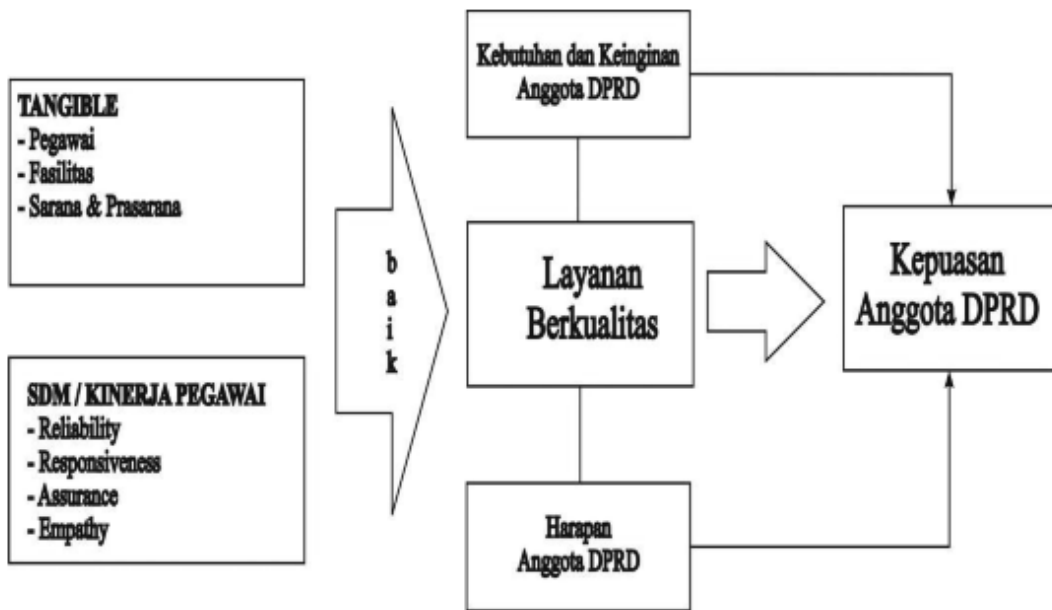 TANGIBLE
- Pegawai
- Fasilitas
- Sarana & Prasarana
SDM / KINERJA PEGAWAI
- Reliability
- Responsiveness
- Assurance
- Empathy
b
a
i
k
Kebutuhan dan Keinginan
Anggota DPRD
Layanan
Berkualitas
Harapan
Anggota DPRD
Kepuasan
Anggota DPRD